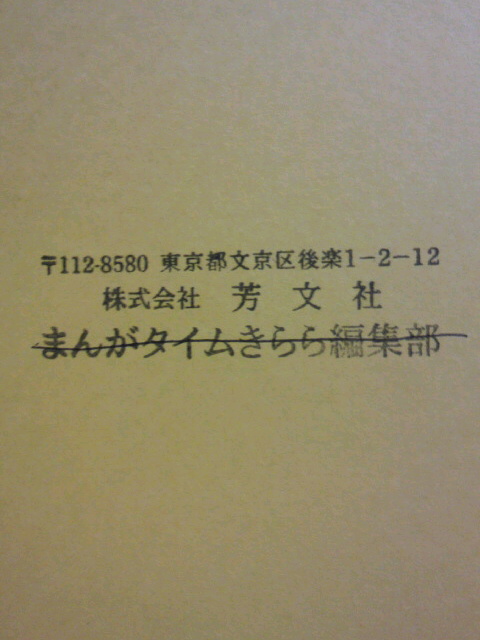 〒112-8580 東京都文京区後楽1-2-12
株式会社 芳文社
まんがタイムきらら編集部